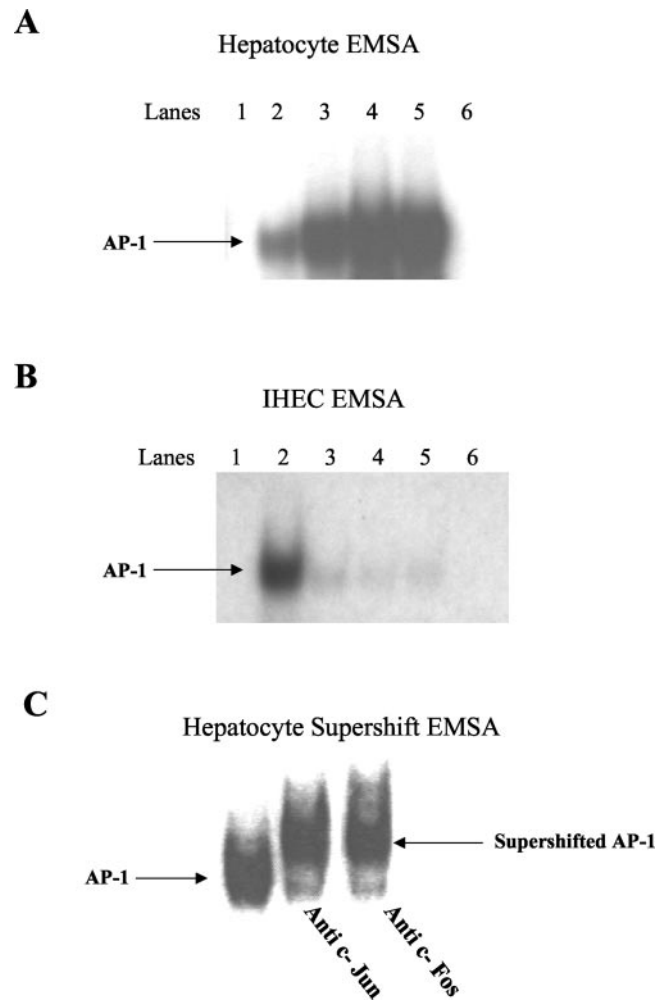 A
Hepatocyte EMSA
Lanes 1 2 3 4 5 6
AP-1
B
IHEC EMSA
Lanes 1 2 3 4 5 6
AP-1
C
Hepatocyte Supershift EMSA
AP-1
Supershifted AP-1
Anti c- Jun
Anti c- Fos